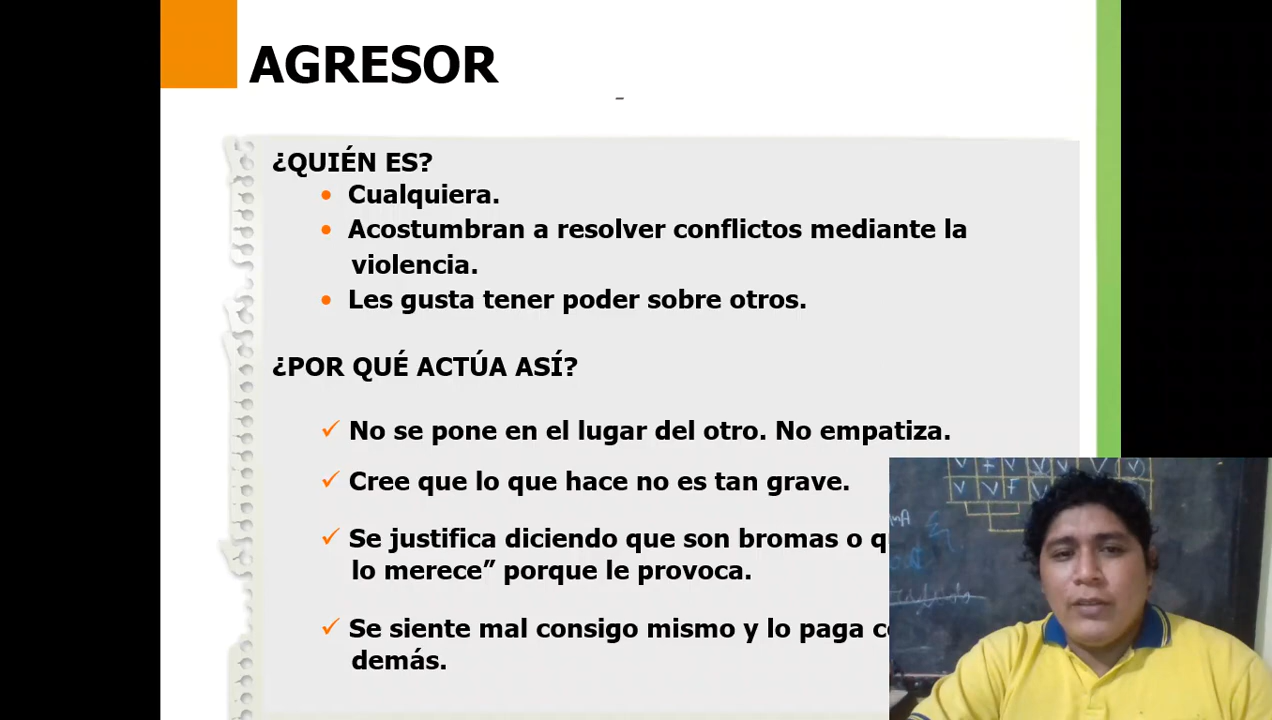 AGRESOR
-
¿QUIÉN ES?
• Cualquiera.
• Acostumbran a resolver conflictos mediante la
violencia.
• Les gusta tener poder sobre otros.
¿POR QUÉ ACTÚA ASÍ?
✓ No se pone en el lugar del otro. No empatiza.
✓ Cree que lo que hace no es tan grave.
✓ Se justifica diciendo que son bromas o
lo merece” porque le provoca.
✓ Se siente mal consigo mismo y lo paga
demás.
V F V V V V V
V V F V